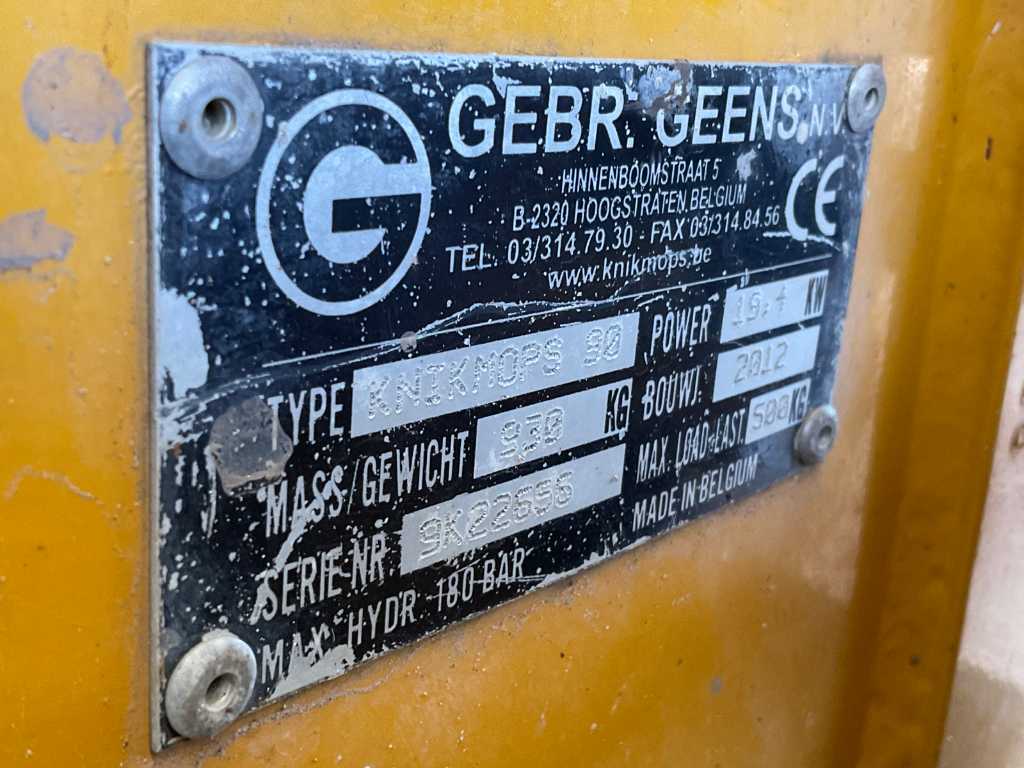 GEBR. GEENS N.V.
HINNENBOOMSTRAAT 5
B-2320 HOOGSTRATEN BELGIUM
TEL. 03/314.79.30 - FAX 03/314.84.56
www.knikmops.be
CE
G
TYPE KNIKMOPS 90
POWER 19,4 KW
MASS/GEWICHT 930 KG
BOUWJ. 2012
SERIE NR 9K22656
MAX. LOAD-LAST. 500 KG
MAX. HYDR. 180 BAR
MADE IN BELGIUM